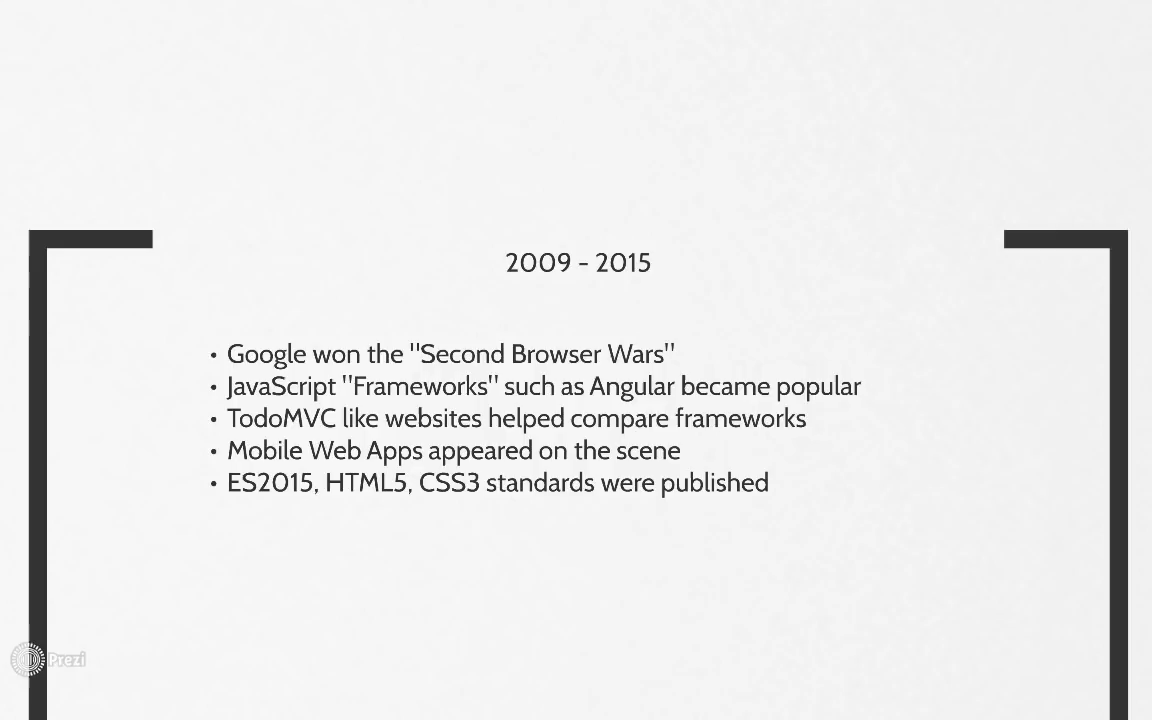 2009 - 2015
• Google won the "Second Browser Wars"
• JavaScript "Frameworks" such as Angular became popular
• TodoMVC like websites helped compare frameworks
• Mobile Web Apps appeared on the scene
• ES2015, HTML5, CSS3 standards were published
Prezi